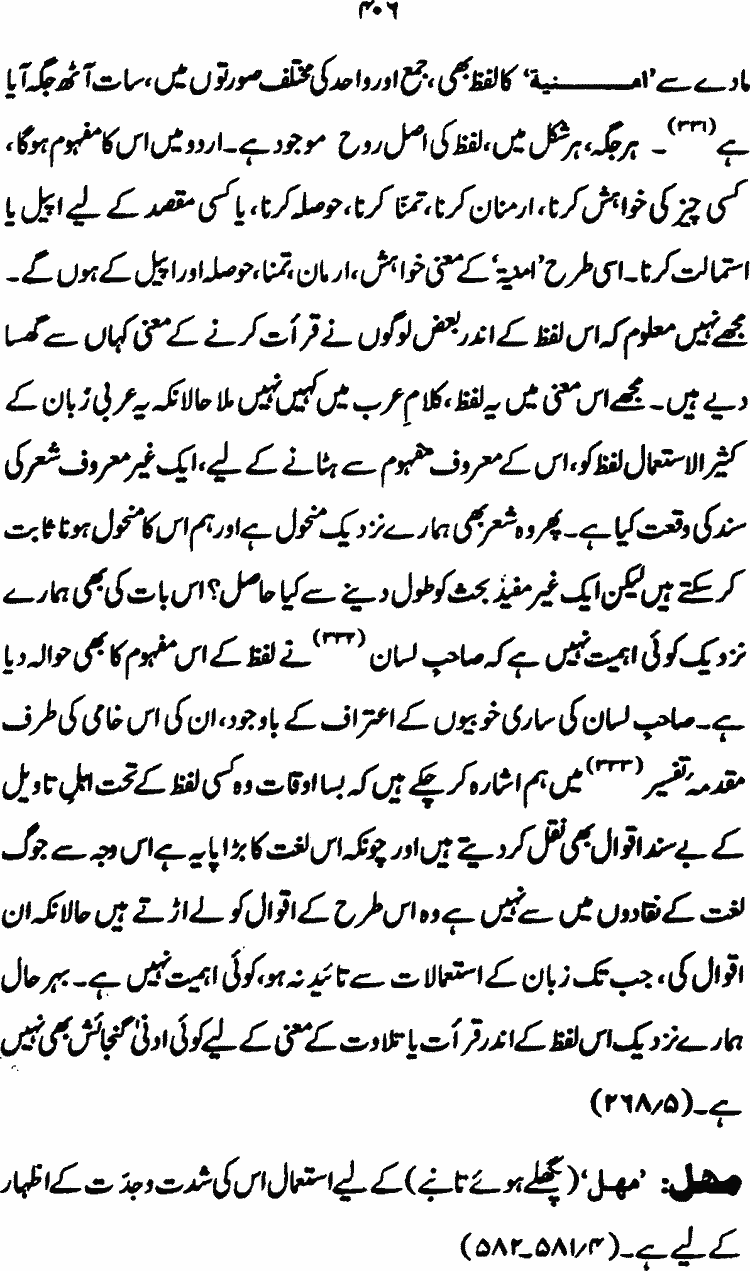 ۴۰۶
مادے سے ’امـــــنیة‘ کا لفظ بھی، جمع اور واحد کی مختلف صورتوں میں، سات آٹھ جگہ آیا
ہے(۳۳۱)۔ ہر جگہ، ہر شکل میں، لفظ کی اصل روح موجود ہے۔ اردو میں اس کا مفہوم ہوگا،
کسی چیز کی خواہش کرنا، ارمنان کرنا، تمنّا کرنا، حوصلہ کرنا، یا کسی مقصد کے لیے اپیل یا
استمالت کرنا۔ اسی طرح ’امنیۃ‘ کے معنی خواہش، ارمان، تمنا، حوصلہ اور اپیل کے ہوں گے۔
مجھے نہیں معلوم کہ اس لفظ کے اندر بعض لوگوں نے قرأت کرنے کے معنی کہاں سے گھسا
دیے ہیں۔ مجھے اس معنی میں یہ لفظ، کلامِ عرب میں کہیں نہیں ملا حالانکہ یہ عربی زبان کے
کثیر الاستعمال لفظ کو، اس کے معروف مفہوم سے ہٹانے کے لیے، ایک غیر معروف شعر کی
سند کی وقعت کیا ہے۔ پھر وہ شعر بھی ہمارے نزدیک منحول ہے اور ہم اس کا منحول ہونا ثابت
کر سکتے ہیں لیکن ایک غیر مفید بحث کو طول دینے سے کیا حاصل؟ اس بات کی بھی ہمارے
نزدیک کوئی اہمیت نہیں ہے کہ صاحبِ لسان(۳۳۲) نے لفظ کے اس مفہوم کا بھی حوالہ دیا
ہے۔ صاحبِ لسان کی ساری خوبیوں کے اعتراف کے باوجود، ان کی اس خامی کی طرف
مقدمۂ تفسیر(۳۳۳) میں ہم اشارہ کر چکے ہیں کہ بسا اوقات وہ کسی لفظ کے تحت اہلِ تاویل
کے بے سند اقوال بھی نقل کر دیتے ہیں اور چونکہ اس لغت کا بڑا پایہ ہے اس وجہ سے جوگ
لغت کے نقادوں میں سے نہیں ہے وہ اس طرح کے اقوال کو لے اڑتے ہیں حالانکہ ان
اقوال کی، جب تک زبان کے استعمالات سے تائید نہ ہو، کوئی اہمیت نہیں ہے۔ بہرحال
ہمارے نزدیک اس لفظ کے اندر قرأت یا تلاوت کے معنی کے لیے کوئی ادنیٰ گنجائش بھی نہیں
ہے۔(۲۶۸/۵)
مھل: ’مھل‘ (پگھلے ہوئے تانبے) کے لیے استعمال اس کی شدت وحدّت کے اظہار
کے لیے ہے۔(۵۸۱/۴۔۵۸۲)